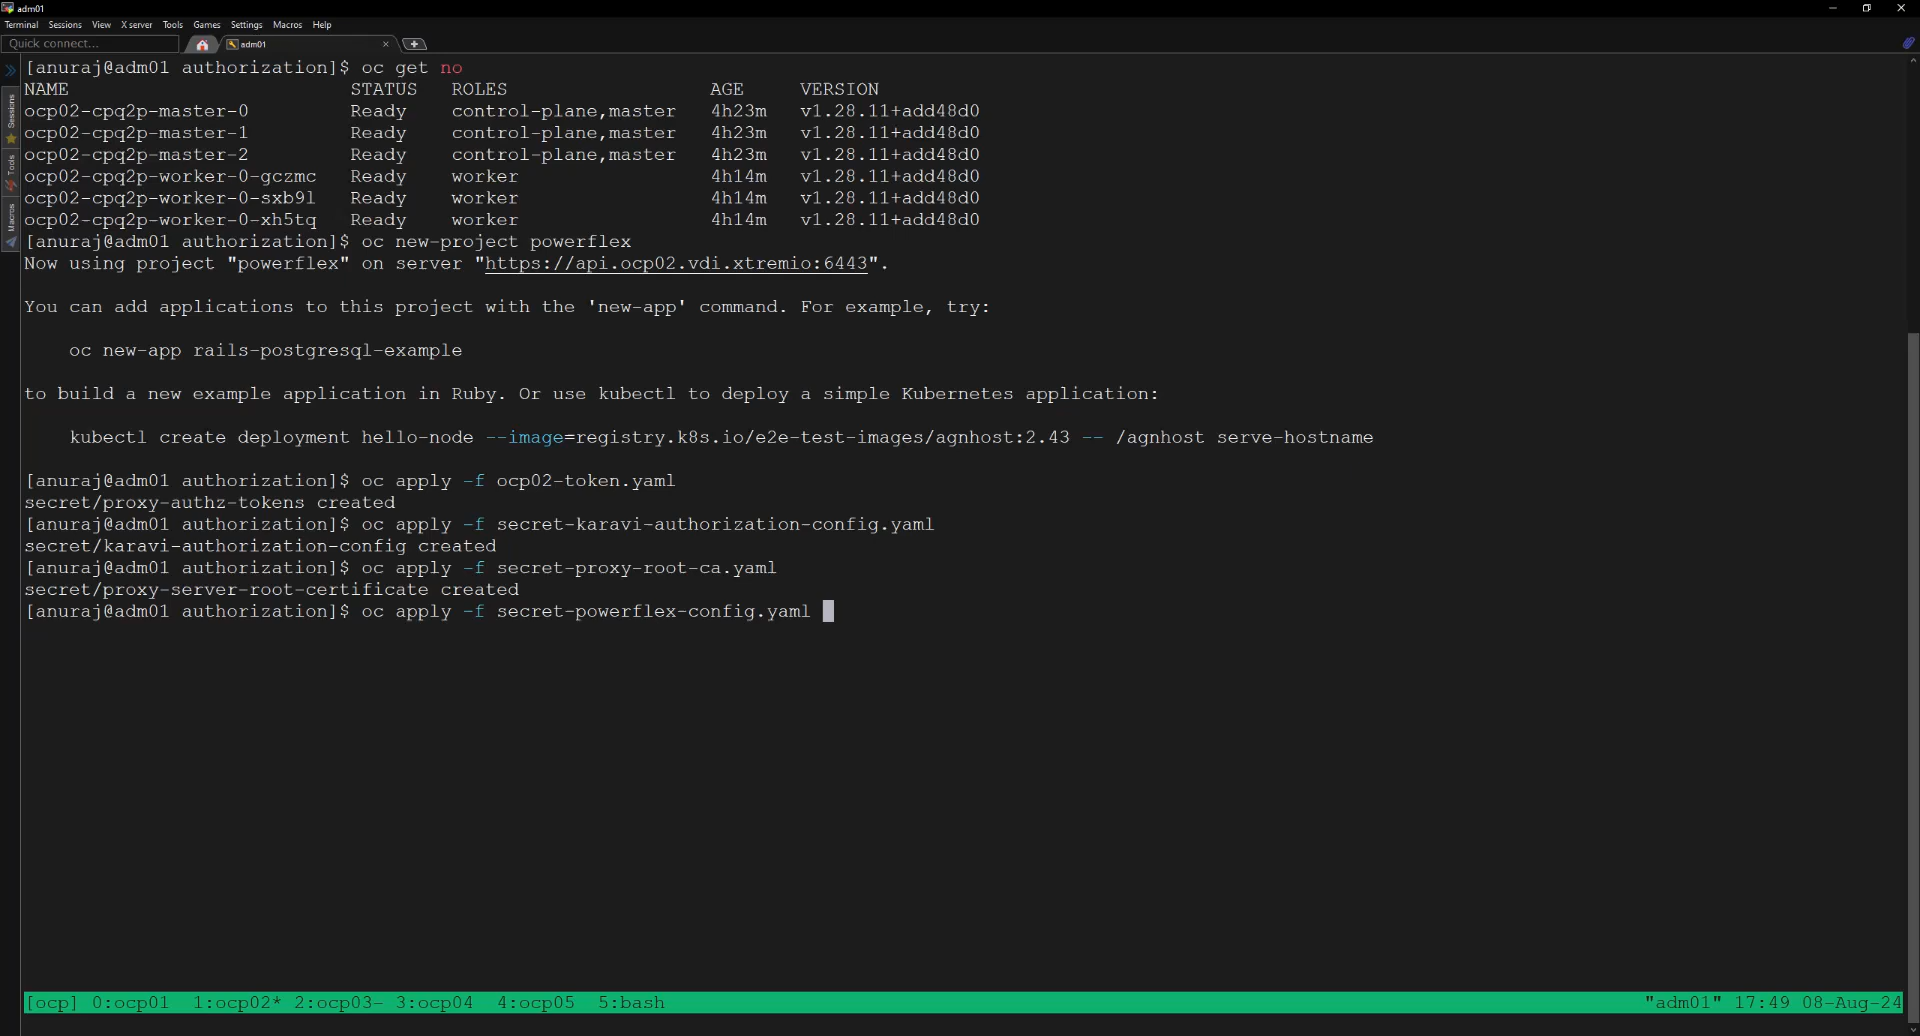 adm01
Terminal Sessions View X server Tools Games Settings Macros Help
Quick connect... adm01
Sessions
Tools
Macros
[anuraj@adm01 authorization]$ oc get no
NAME STATUS ROLES AGE VERSION
ocp02-cpq2p-master-0 Ready control-plane,master 4h23m v1.28.11+add48d0
ocp02-cpq2p-master-1 Ready control-plane,master 4h23m v1.28.11+add48d0
ocp02-cpq2p-master-2 Ready control-plane,master 4h23m v1.28.11+add48d0
ocp02-cpq2p-worker-0-gczmc Ready worker 4h14m v1.28.11+add48d0
ocp02-cpq2p-worker-0-sxb9l Ready worker 4h14m v1.28.11+add48d0
ocp02-cpq2p-worker-0-xh5tq Ready worker 4h14m v1.28.11+add48d0
[anuraj@adm01 authorization]$ oc new-project powerflex
Now using project "powerflex" on server "https://api.ocp02.vdi.xtremio:6443".
You can add applications to this project with the 'new-app' command. For example, try:
oc new-app rails-postgresql-example
to build a new example application in Ruby. Or use kubectl to deploy a simple Kubernetes application:
kubectl create deployment hello-node --image=registry.k8s.io/e2e-test-images/agnhost:2.43 -- /agnhost serve-hostname
[anuraj@adm01 authorization]$ oc apply -f ocp02-token.yaml
secret/proxy-authz-tokens created
[anuraj@adm01 authorization]$ oc apply -f secret-karavi-authorization-config.yaml
secret/karavi-authorization-config created
[anuraj@adm01 authorization]$ oc apply -f secret-proxy-root-ca.yaml
secret/proxy-server-root-certificate created
[anuraj@adm01 authorization]$ oc apply -f secret-powerflex-config.yaml
[ocp] 0:ocp01 1:ocp02* 2:ocp03- 3:ocp04 4:ocp05 5:bash "adm01" 17:49 08-Aug-24